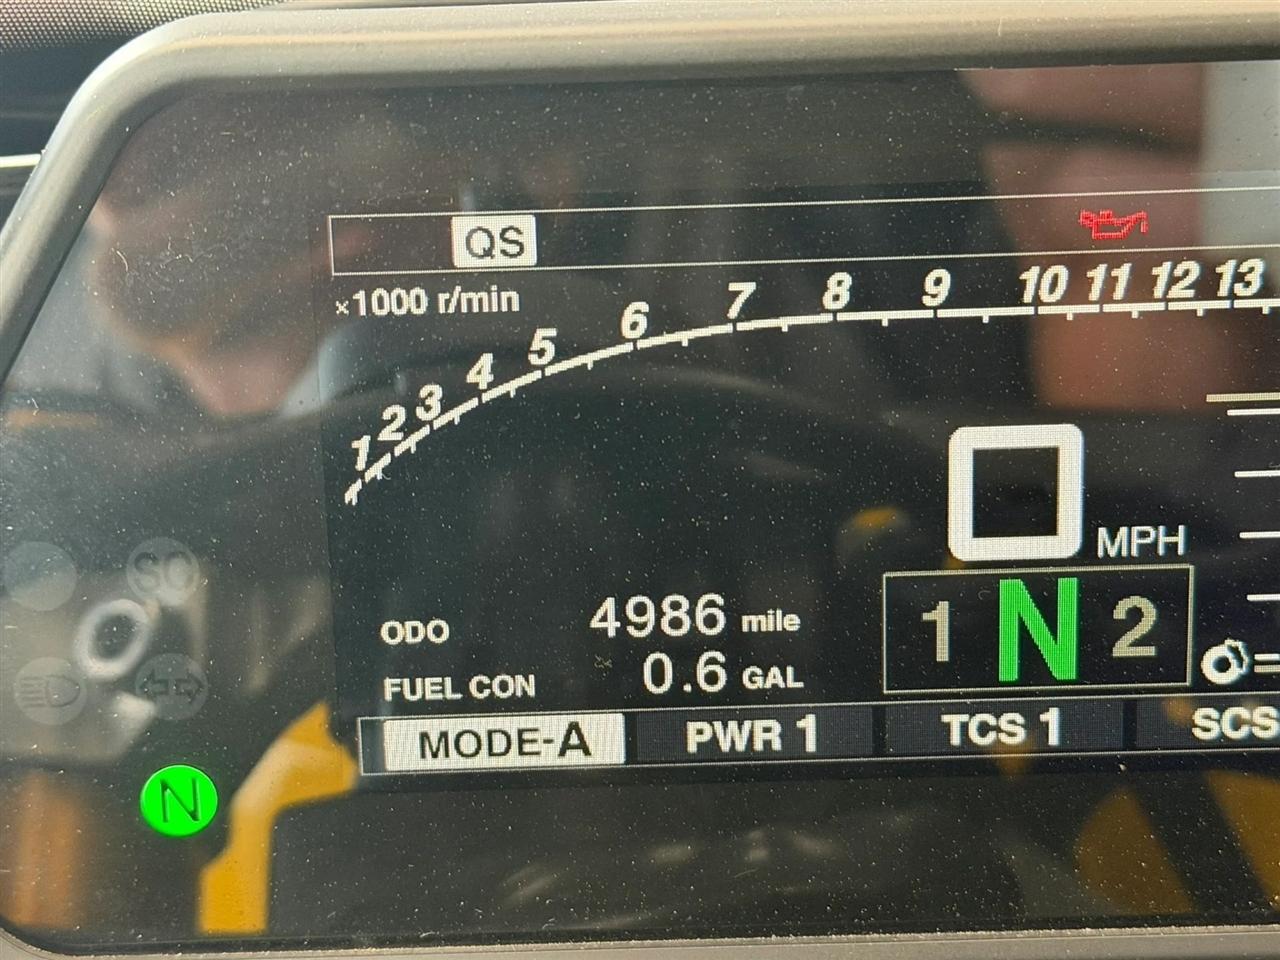 QS
×1000 r/min
1 2 3 4 5 6 7 8 9 10 11 12 13
0 MPH
ODO 4986 mile
1 N 2
FUEL CON 0.6 GAL
MODE-A PWR 1 TCS 1 SCS
N